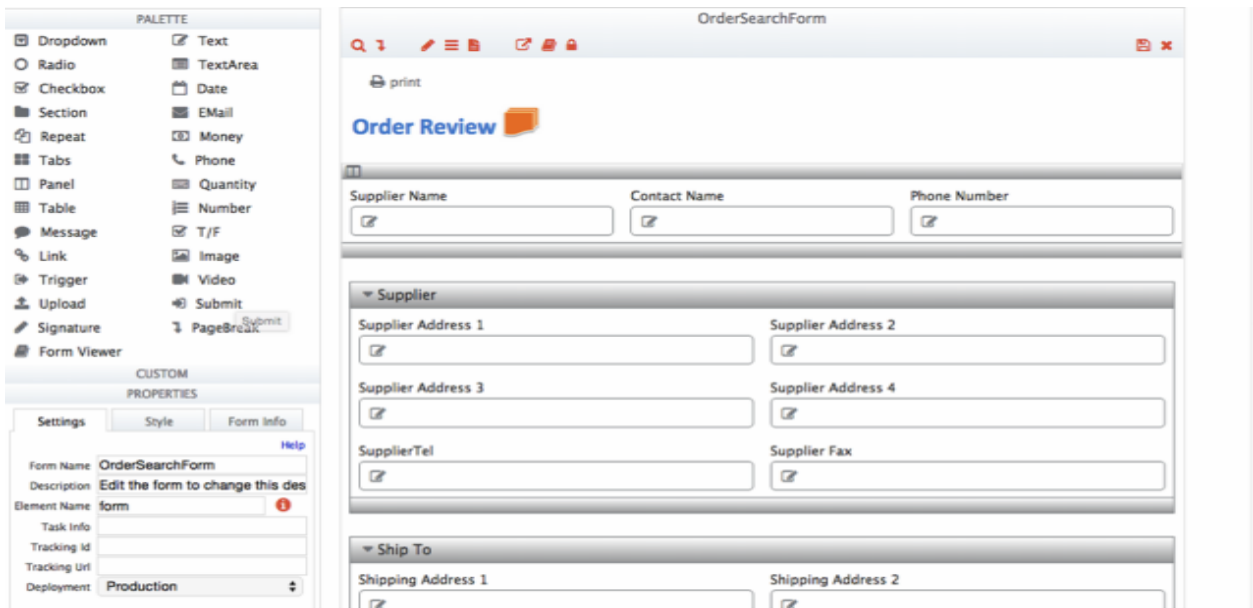 PALETTE
Dropdown Text
Radio TextArea
Checkbox Date
Section EMail
Repeat Money
Tabs Phone
Panel Quantity
Table Number
Message T/F
Link Image
Trigger Video
Upload Submit
Signature PageBreak
Submit
Form Viewer
CUSTOM
PROPERTIES
Settings Style Form Info
Help
Form Name OrderSearchForm
Description Edit the form to change this des
Element Name form
Task Info
Tracking Id
Tracking Url
Deployment Production
OrderSearchForm
print
Order Review
Supplier Name Contact Name Phone Number
Supplier
Supplier Address 1 Supplier Address 2
Supplier Address 3 Supplier Address 4
SupplierTel Supplier Fax
Ship To
Shipping Address 1 Shipping Address 2